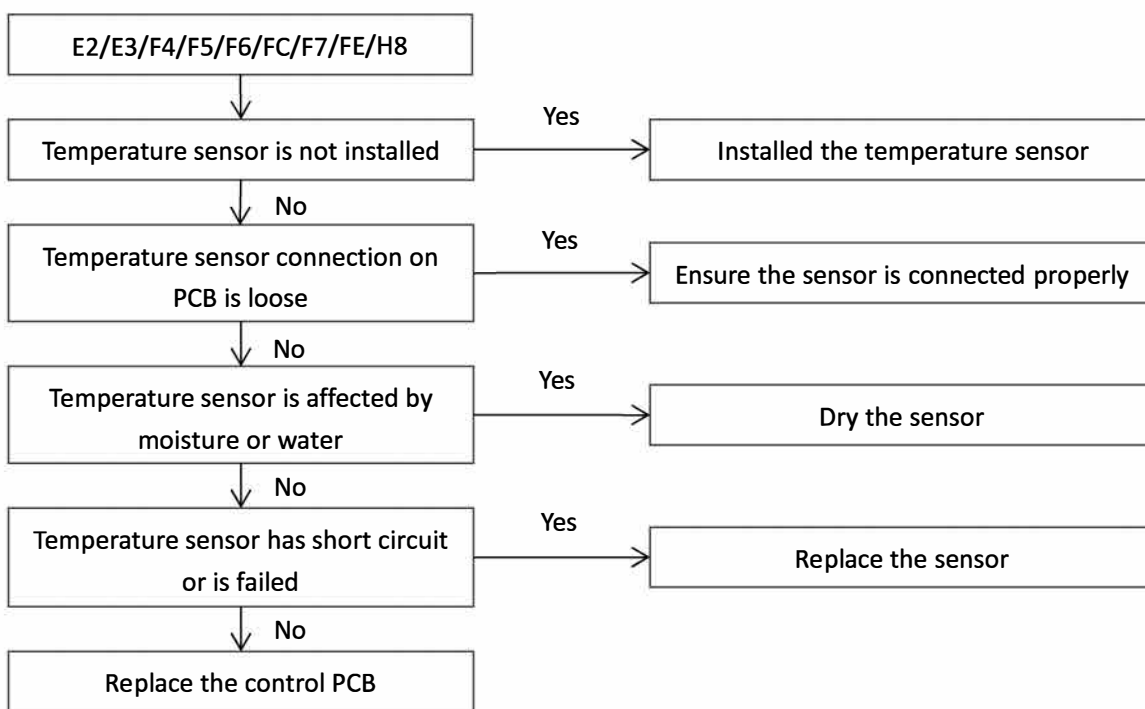 E2/E3/F4/F5/F6/FC/F7/FE/H8
Yes
Temperature sensor is not installed
Installed the temperature sensor
No
Yes
Temperature sensor connection on
PCB is loose
Ensure the sensor is connected properly
No
Yes
Temperature sensor is affected by
moisture or water
Dry the sensor
No
Yes
Temperature sensor has short circuit
or is failed
Replace the sensor
No
Replace the control PCB